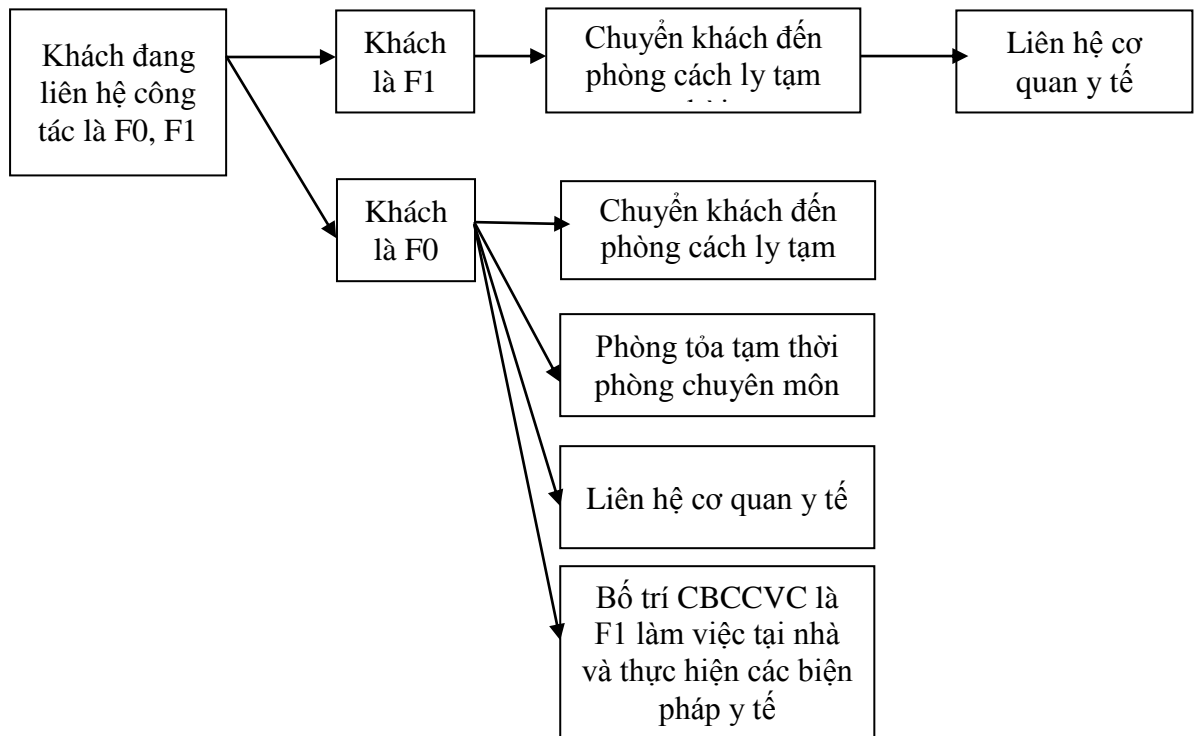 Khách đang
liên hệ công
tác là F0, F1
Khách
là F1
Chuyển khách đến
phòng cách ly tạm
Liên hệ cơ
quan y tế
Khách
là F0
Chuyển khách đến
phòng cách ly tạm
Phòng tỏa tạm thời
phòng chuyên môn
Liên hệ cơ quan y tế
Bố trí CBCCVC là
F1 làm việc tại nhà
và thực hiện các biện
pháp y tế